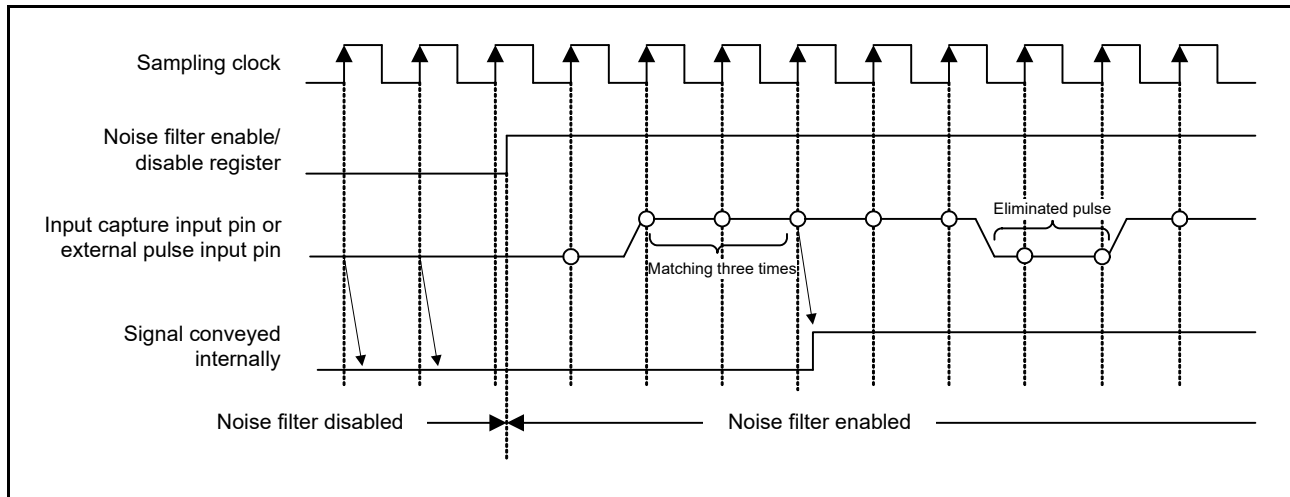 Sampling clock
Noise filter enable/
disable register
Input capture input pin or
external pulse input pin
Eliminated pulse
Matching three times
Signal conveyed
internally
Noise filter disabled
Noise filter enabled